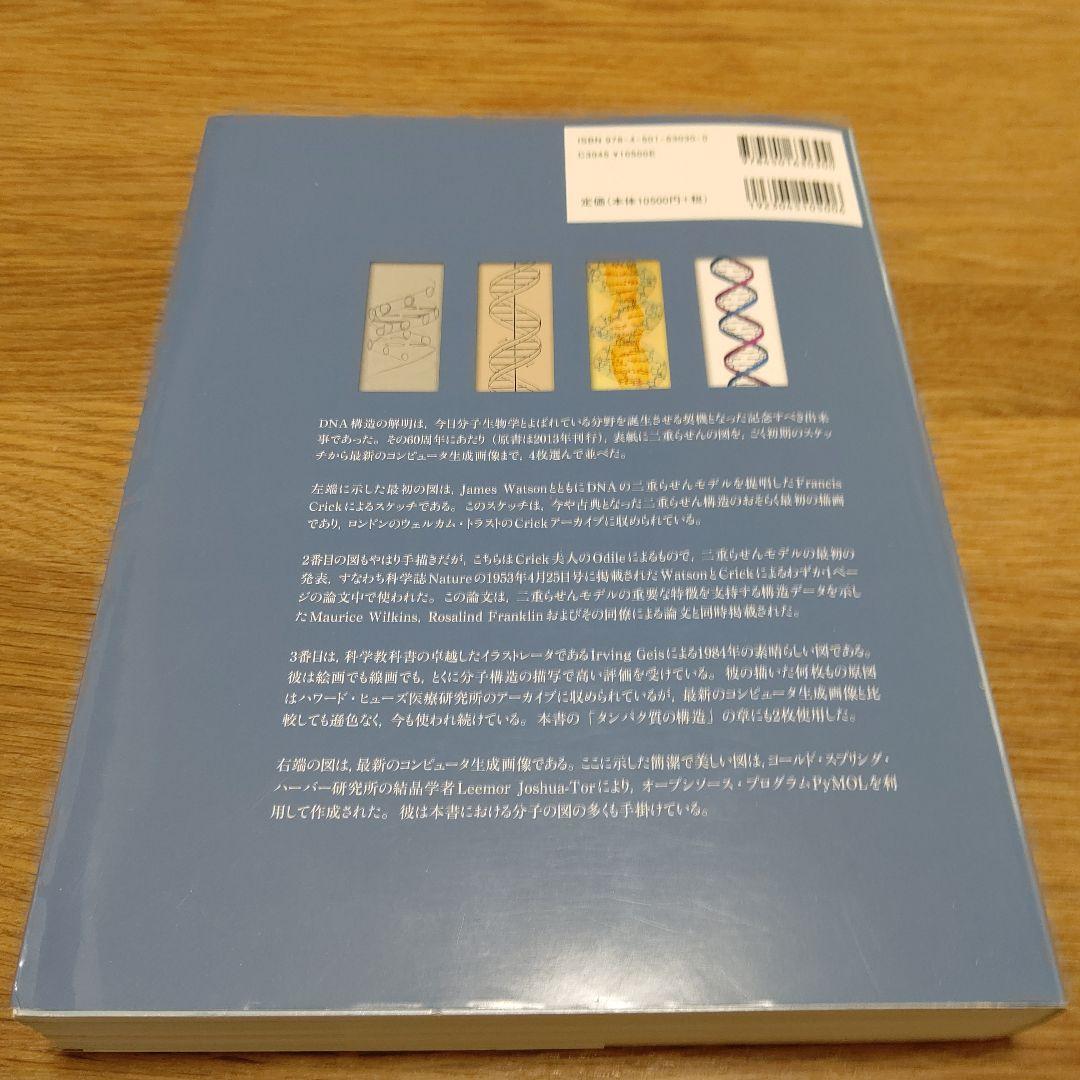 ISBN 978-4-501-63030-0
C3045 ¥10500E
定価(本体10500円+税)
9784501630300
1923045105006
DNA 構造の解明は、今日分子生物学とよばれている分野を誕生させる契機となった記念すべき出来
事であった。その60周年にあたり(原書は2013年刊行)、表紙に二重らせんの図を、ごく初期のスケッ
チから最新のコンピュータ生成画像まで、4枚選んで並べた。
左端に示した最初の図は、James WatsonとともにDNAの二重らせんモデルを提唱したFrancis
Crickによるスケッチである。このスケッチは、今や古典となった二重らせん構造のおそらく最初の描画
であり、ロンドンのウェルカム・トラストのCrickアーカイブに収められている。
2番目の図もやはり手描きだが、こちらはCrick夫人のOdileによるもので、二重らせんモデルの最初の
発表、すなわち科学誌Natureの1953年4月25日号に掲載されたWatsonとCrickによるわずか1ペー
ジの論文中で使われた。この論文は、二重らせんモデルの重要な特徴を支持する構造データを示し
たMaurice Wilkins, Rosalind Franklinおよびその同僚による論文と同時掲載された。
3番目は、科学教科書の卓越したイラストレータであるIrving Geisによる1984年の素晴らしい図である。
彼は絵画でも線画でも、とくに分子構造の描写で高い評価を受けている。彼の描いた何枚もの原図
はハワード・ヒューズ医療研究所のアーカイブに収められているが、最新のコンピュータ生成画像と比
較しても遜色なく、今も使われ続けている。本書の「タンパク質の構造」の章にも2枚使用した。
右端の図は、最新のコンピュータ生成画像である。ここに示した簡潔で美しい図は、コールド・スプリング・
ハーバー研究所の結晶学者Leemor Joshua-Torにより、オープンソース・プログラムPyMOLを利
用して作成された。彼は本書における分子の図の多くも手掛けている。